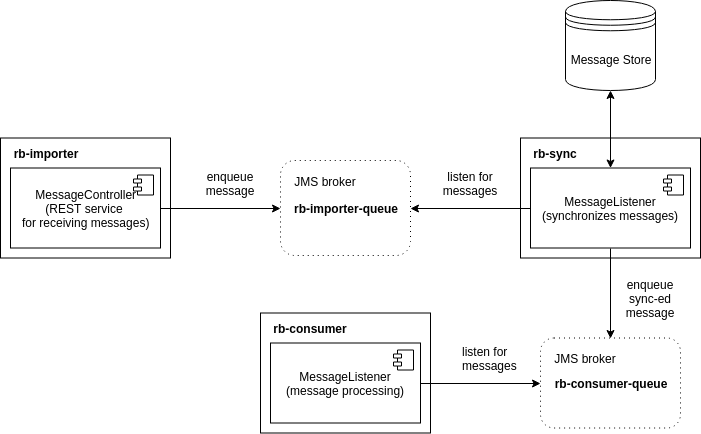 Message Store
rb-importer
MessageController
(REST service
for receiving messages)
enqueue
message
JMS broker
rb-importer-queue
listen for
messages
rb-sync
MessageListener
(synchronizes messages)
enqueue
sync-ed
message
rb-consumer
MessageListener
(message processing)
listen for
messages
JMS broker
rb-consumer-queue